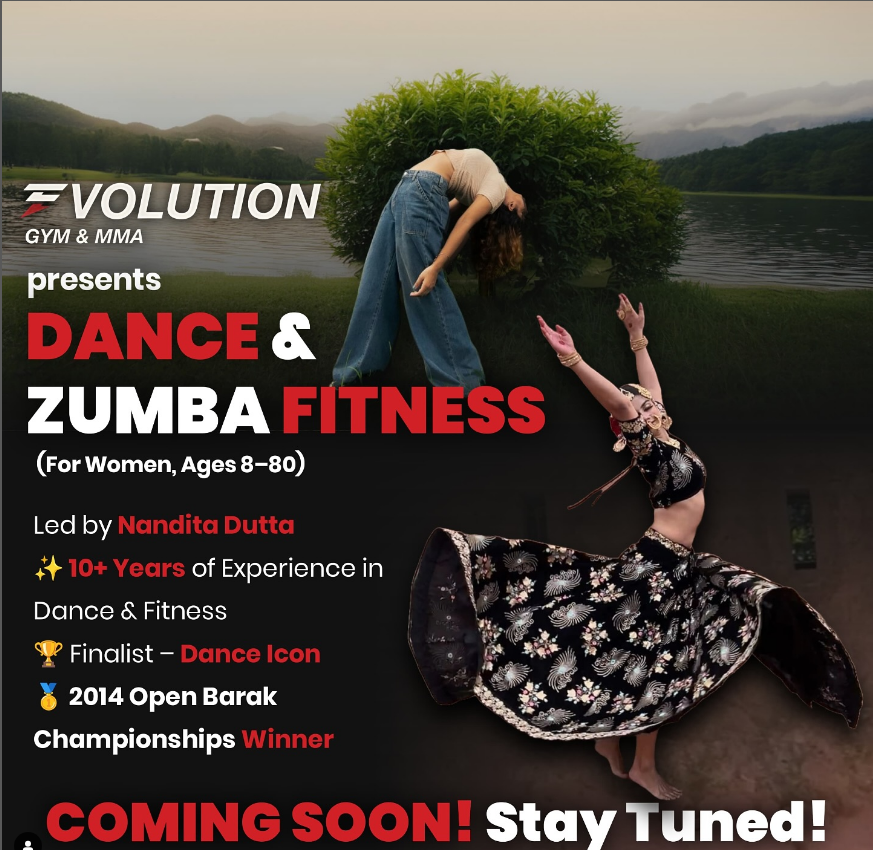 EVOLUTION
GYM & MMA
presents
DANCE &
ZUMBA FITNESS
(For Women, Ages 8–80)
Led by Nandita Dutta
✨ 10+ Years of Experience in
Dance & Fitness
🏆 Finalist – Dance Icon
🏅 2014 Open Barak
Championships Winner
COMING SOON! Stay Tuned!